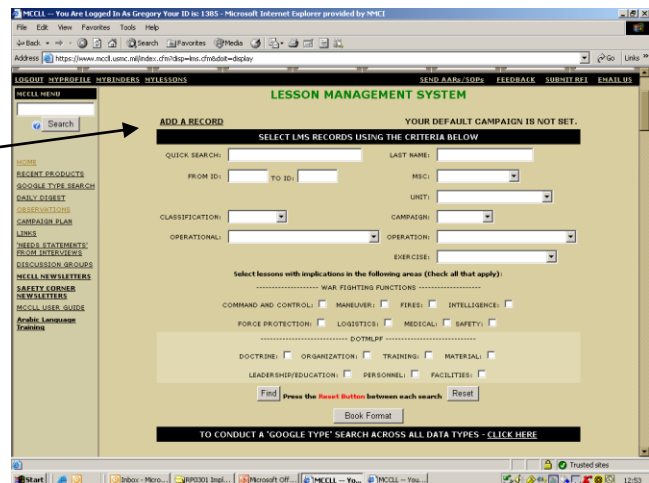 MCCLL -- You Are Logged In As Gregory Your ID is: 1385 - Microsoft Internet Explorer provided by NMCI
File Edit View Favorites Tools Help
Back Search Favorites Media
Address https://www.mccll.usmc.mil/index.cfm?disp=lms.cfm&doit=display Go Links »
LOGOUT MYPROFILE MYBINDERS MYLESSONS SEND AARs/SOPs FEEDBACK SUBMIT RFI EMAIL US
MCCLL MENU
LESSON MANAGEMENT SYSTEM
Search
ADD A RECORD YOUR DEFAULT CAMPAIGN IS NOT SET.
SELECT LMS RECORDS USING THE CRITERIA BELOW
QUICK SEARCH: LAST NAME:
FROM ID: TO ID: MSC:
UNIT:
CLASSIFICATION: CAMPAIGN:
OPERATIONAL: OPERATION:
EXERCISE:
HOME
RECENT PRODUCTS
GOOGLE TYPE SEARCH
DAILY DIGEST
OBSERVATIONS
CAMPAIGN PLAN
LINKS
'NEEDS STATEMENTS'
FROM INTERVIEWS
DISCUSSION GROUPS
MCCLL NEWSLETTERS
SAFETY CORNER
NEWSLETTERS
MCCLL USER GUIDE
Arabic Language
Training
Select lessons with implications in the following areas (Check all that apply):
-------------------- WAR FIGHTING FUNCTIONS --------------------
COMMAND AND CONTROL: MANEUVER: FIRES: INTELLIGENCE:
FORCE PROTECTION: LOGISTICS: MEDICAL: SAFETY:
-------------------------- DOTMLPF --------------------------
DOCTRINE: ORGANIZATION: TRAINING: MATERIAL:
LEADERSHIP/EDUCATION: PERSONNEL: FACILITIES:
Find Press the Reset Button between each search Reset
Book Format
TO CONDUCT A 'GOOGLE TYPE' SEARCH ACROSS ALL DATA TYPES - CLICK HERE
Trusted sites
Start Inbox - Micro... JRP0301 Impl... Microsoft Off... MCCLL -- Yo... MCCLL -- You... 12:53